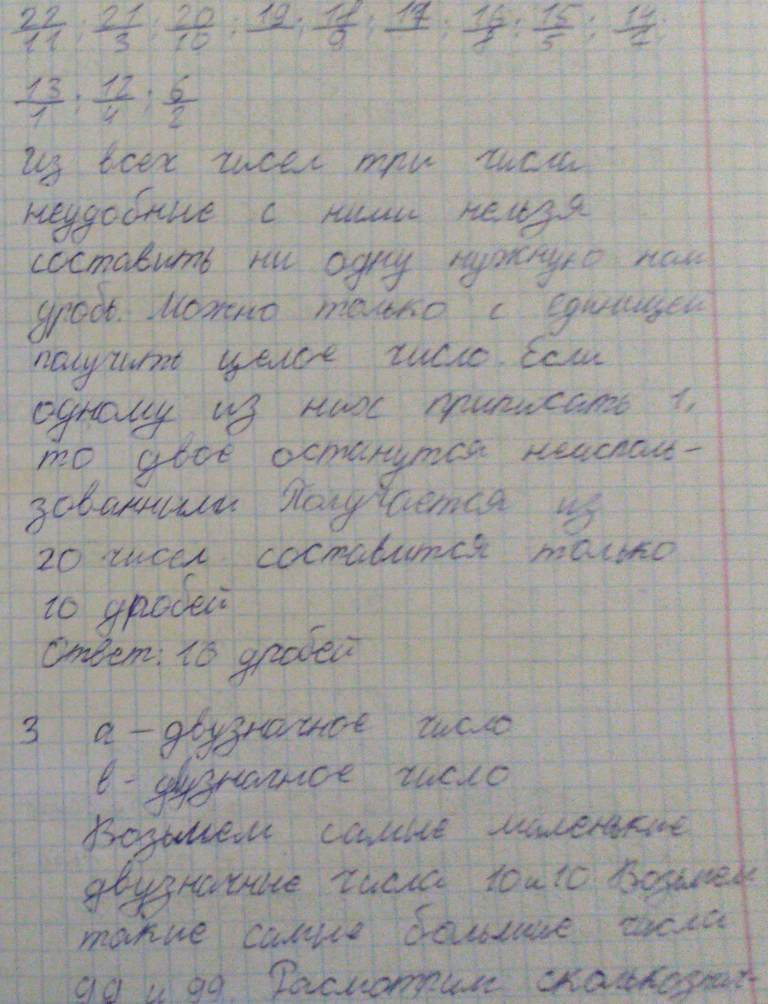 22/11; 21/3; 20/10; 19/; 18/9; 17/; 16/8; 15/5; 14/7;
13/1; 12/4; 6/2
Из всех чисел три числа
неудобные с ними нельзя
составить ни одну нужную нам
дробь. Можно только с единицей
получить целое число. Если
одному из них приписать 1,
то двое останутся неисполь-
зованными Получается из
20 чисел составится только
10 дробей
Ответ: 10 дробей
3 а – двузначное число
в - двузначное число
Возьмем самые маленькие
двузначные числа 10 и 10 Возьмем
такие самые большие числа
99 и 99. Рассмотрим скользнач-